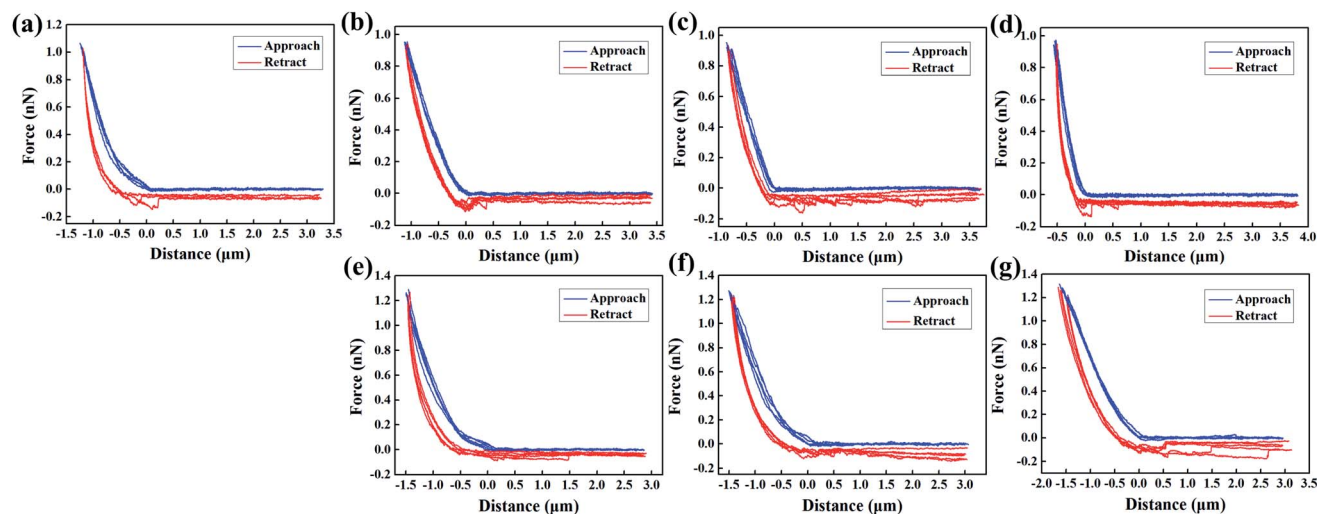 (a)
1.2
1.0
0.8
0.6
0.4
0.2
0.0
-0.2
Force (nN)
Approach
Retract
-1.5 -1.0 -0.5 0.0 0.5 1.0 1.5 2.0 2.5 3.0 3.5
Distance (µm)
(b)
1.0
0.8
0.6
0.4
0.2
0.0
-0.2
Force (nN)
Approach
Retract
-1.0 -0.5 0.0 0.5 1.0 1.5 2.0 2.5 3.0 3.5
Distance (µm)
(c)
1.0
0.8
0.6
0.4
0.2
0.0
-0.2
Force (nN)
Approach
Retract
-1.0 -0.5 0.0 0.5 1.0 1.5 2.0 2.5 3.0 3.5
Distance (µm)
(d)
1.0
0.8
0.6
0.4
0.2
0.0
-0.2
Force (nN)
Approach
Retract
-0.5 0.0 0.5 1.0 1.5 2.0 2.5 3.0 3.5 4.0
Distance (µm)
(e)
1.4
1.2
1.0
0.8
0.6
0.4
0.2
0.0
-0.2
Force (nN)
Approach
Retract
-1.5 -1.0 -0.5 0.0 0.5 1.0 1.5 2.0 2.5 3.0
Distance (µm)
(f)
1.4
1.2
1.0
0.8
0.6
0.4
0.2
0.0
-0.2
Force (nN)
Approach
Retract
-1.5 -1.0 -0.5 0.0 0.5 1.0 1.5 2.0 2.5 3.0
Distance (µm)
(g)
1.4
1.2
1.0
0.8
0.6
0.4
0.2
0.0
-0.2
Force (nN)
Approach
Retract
-2.0 -1.5 -1.0 -0.5 0.0 0.5 1.0 1.5 2.0 2.5 3.0
Distance (µm)